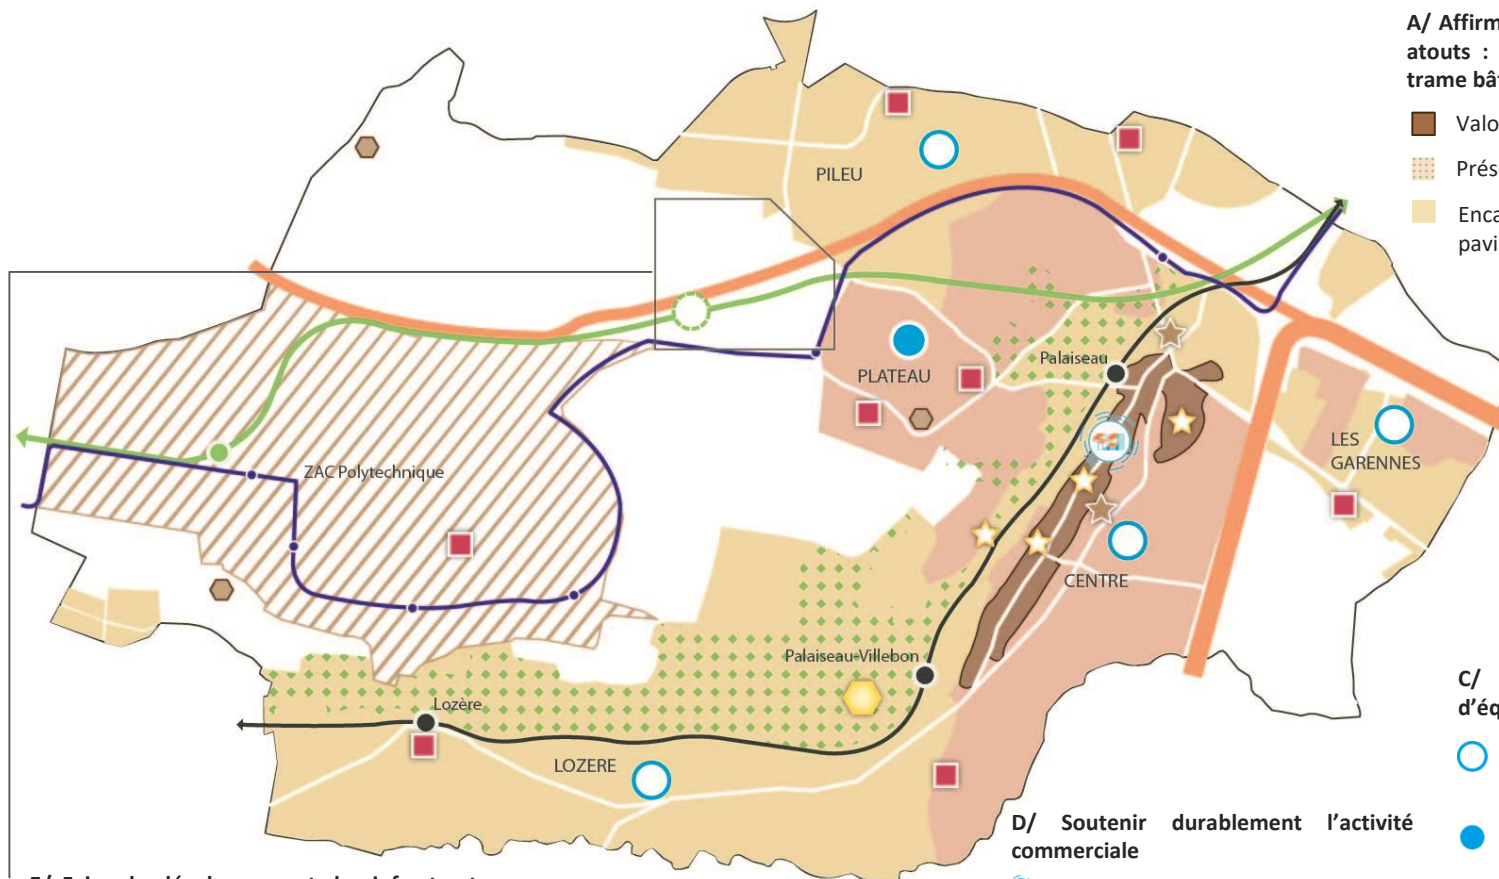 A/ Affirm
atouts :
trame bât
Valo
Prés
Enca
pavi
PILEU
Palaiseau
PLATEAU
LES
GARENNES
ZAC Polytechnique
CENTRE
Palaiseau-Villebon
Lozère
LOZERE
C/
d'éq
D/ Soutenir durablement l'activité
commerciale